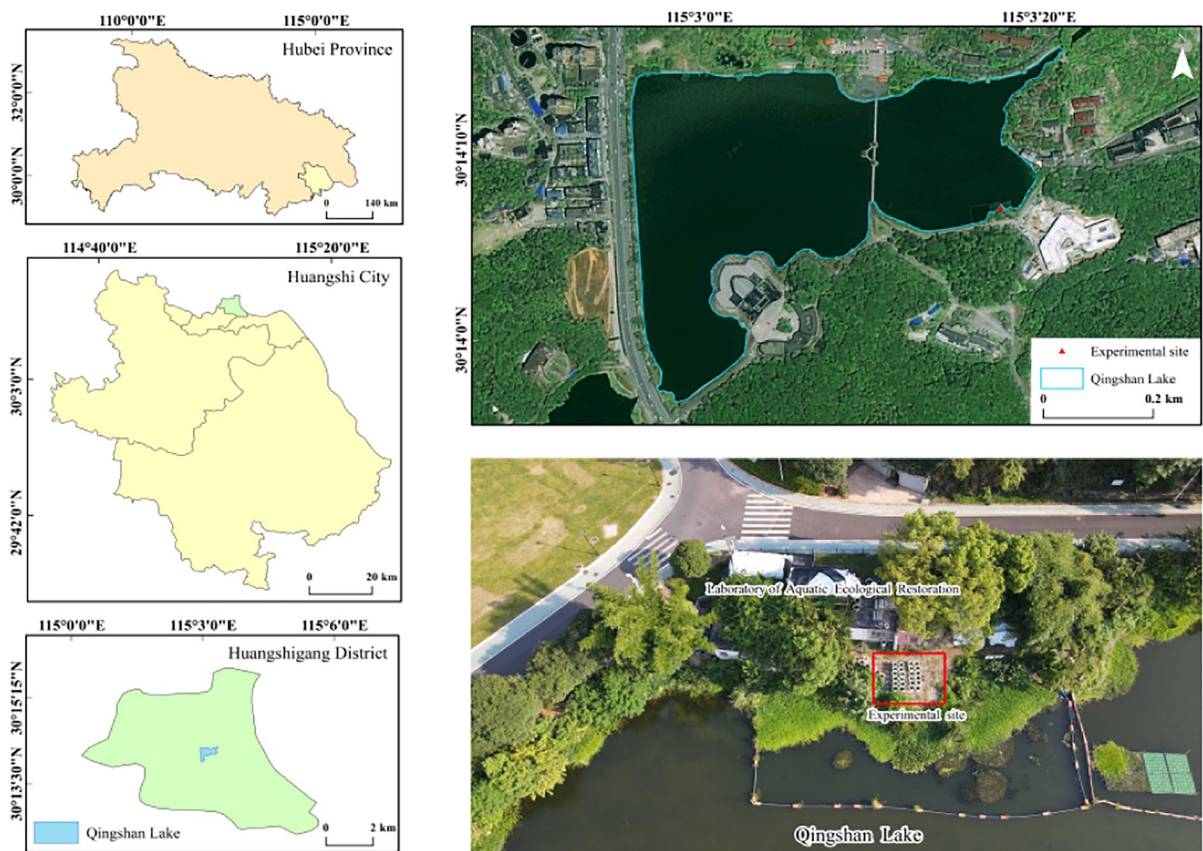 110°0'0"E
115°0'0"E
Hubei Province
32°0'0"N
30°0'0"N
0
140 km
114°40'0"E
115°20'0"E
Huangshi City
30°3'0"N
29°42'0"N
0
20 km
115°0'0"E
115°3'0"E
115°6'0"E
Huangshigang District
30°15'15"N
30°13'30"N
Qingshan Lake
0
2 km
115°3'0"E
115°3'20"E
30°14'10"N
30°14'0"N
Experimental site
Qingshan Lake
0
0.2 km
Laboratory of Aquatic Ecological Restoration
Experimental site
Qingshan Lake